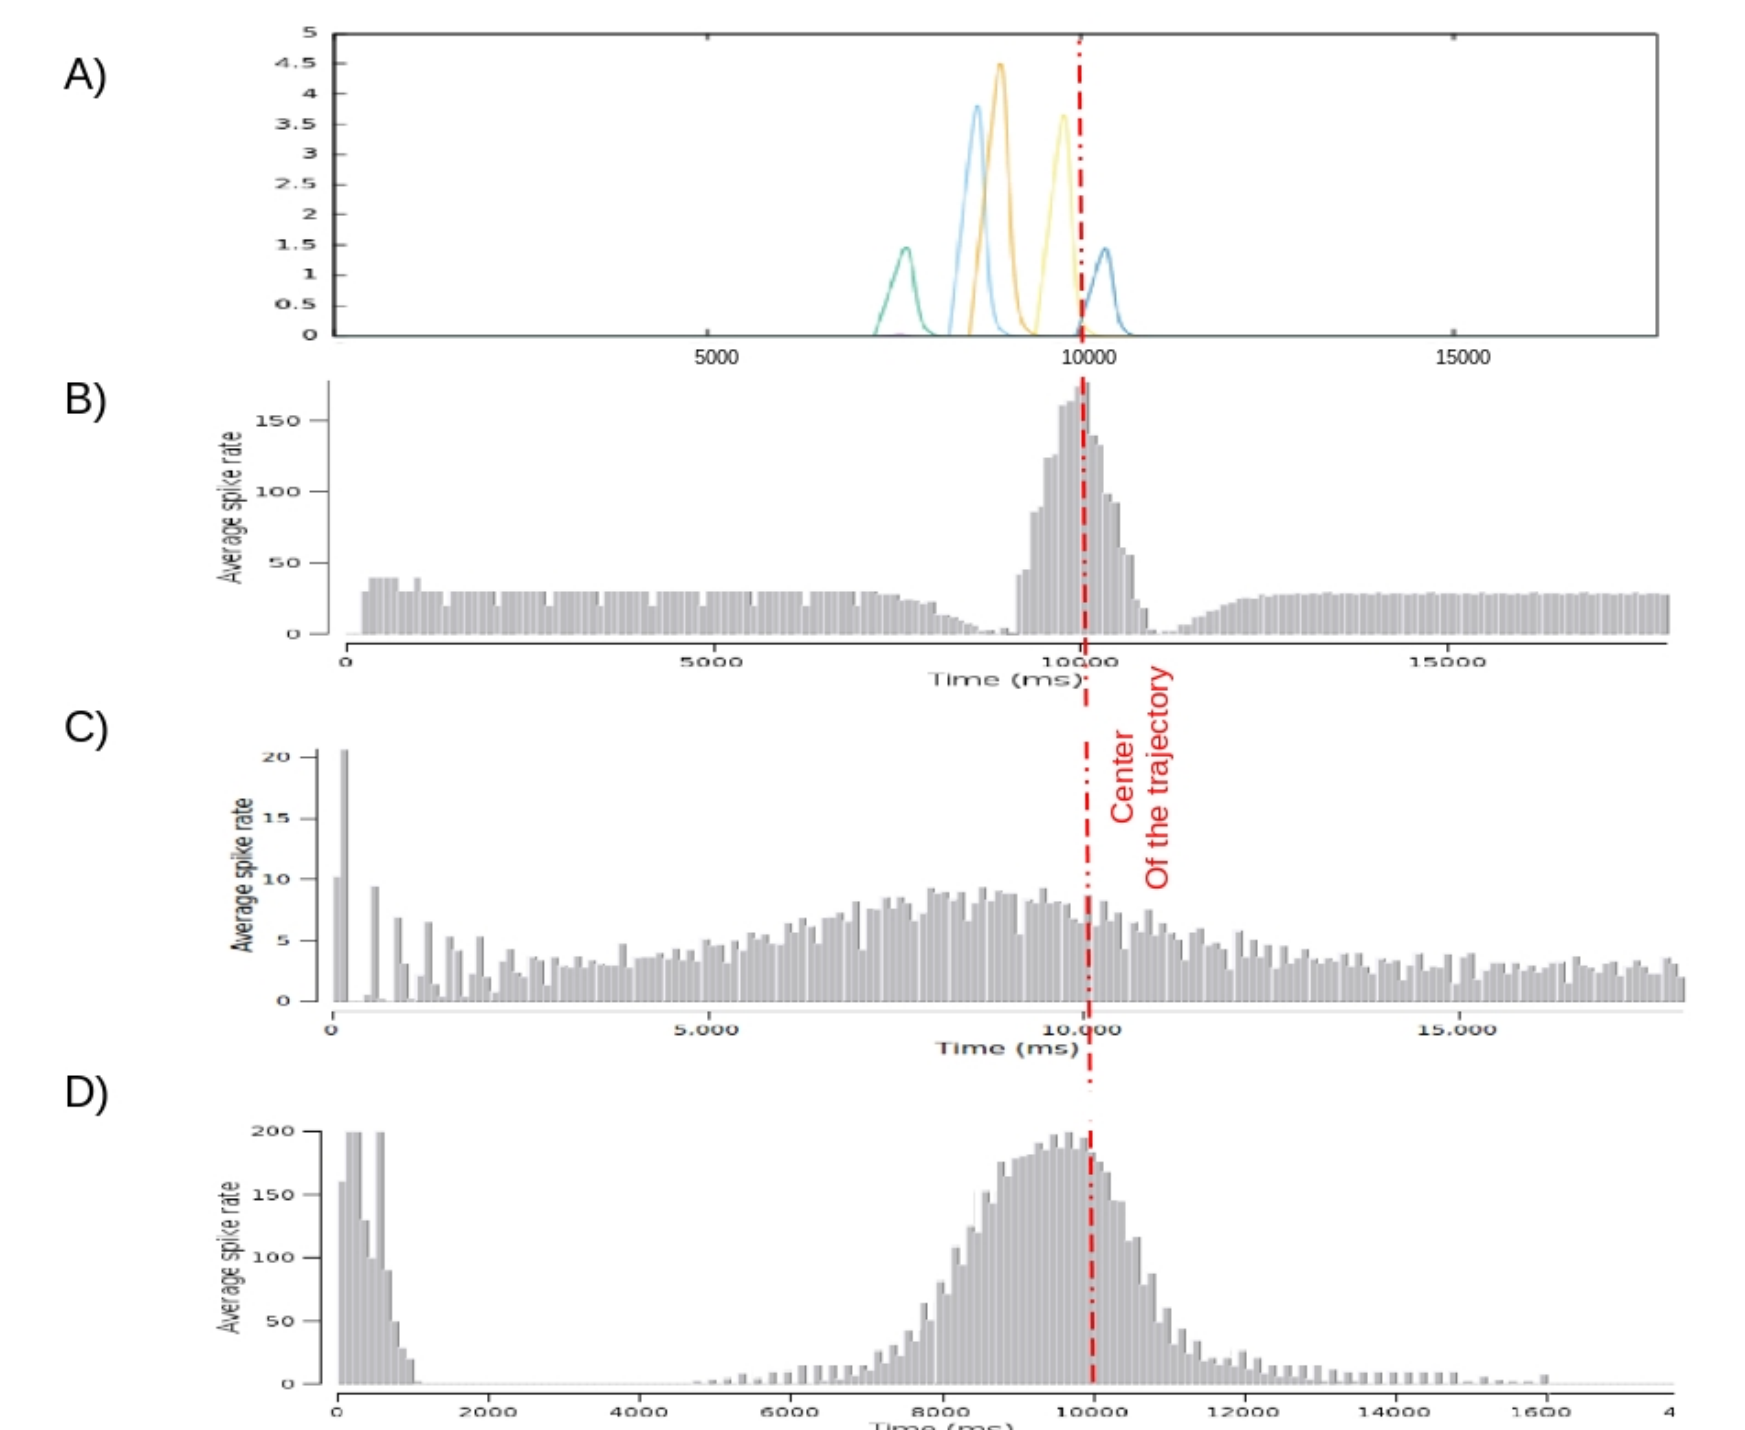 A)
5
4.5
4
3.5
3
2.5
2
1.5
1
0.5
0
5000 10000 15000
B)
Average spike rate
150
100
50
0
0 5000 10000 15000
Time (ms)
C)
Center
Of the trajectory
Average spike rate
20
15
10
5
0
0 5.000 10.000 15.000
Time (ms)
D)
Average spike rate
200
150
100
50
0
0 2000 4000 6000 8000 10000 12000 14000 1600 4
Time (ms)